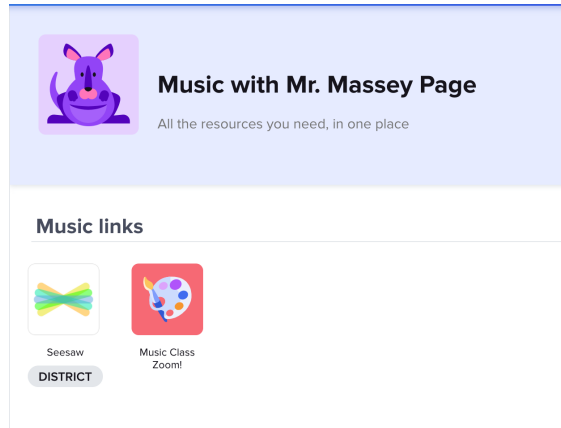 Music with Mr. Massey Page
All the resources you need, in one place
Music links
Seesaw
DISTRICT
Music Class
Zoom!